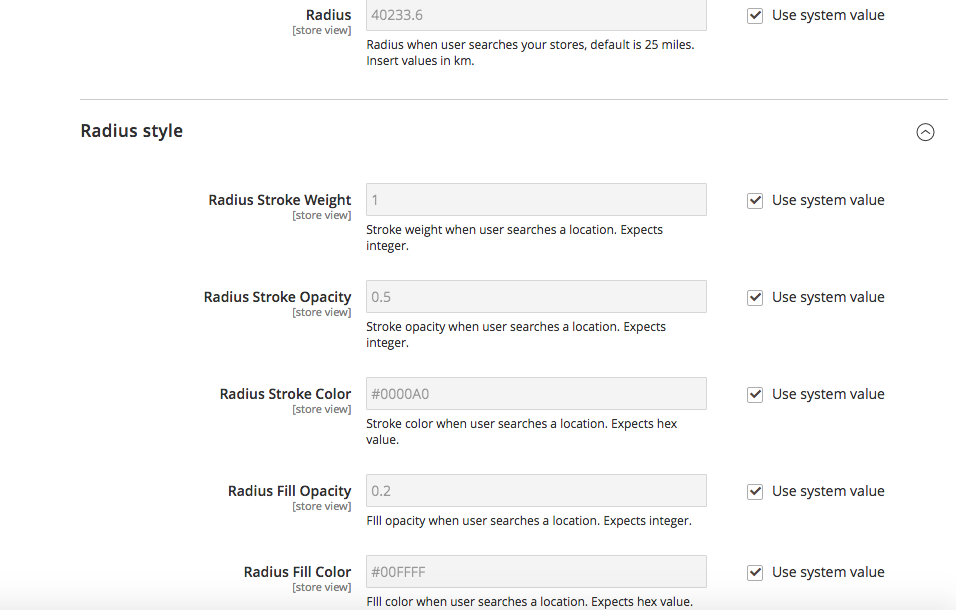 Radius
40233.6
Use system value
[store view]
Radius when user searches your stores, default is 25 miles.
Insert values in km.
Radius style
Radius Stroke Weight
1
Use system value
[store view]
Stroke weight when user searches a location. Expects
integer.
Radius Stroke Opacity
0.5
Use system value
[store view]
Stroke opacity when user searches a location. Expects
integer.
Radius Stroke Color
#0000A0
Use system value
[store view]
Stroke color when user searches a location. Expects hex
value.
Radius Fill Opacity
0.2
Use system value
[store view]
FIll opacity when user searches a location. Expects integer.
Radius Fill Color
#00FFFF
Use system value
[store view]
FIll color when user searches a location. Expects hex value.